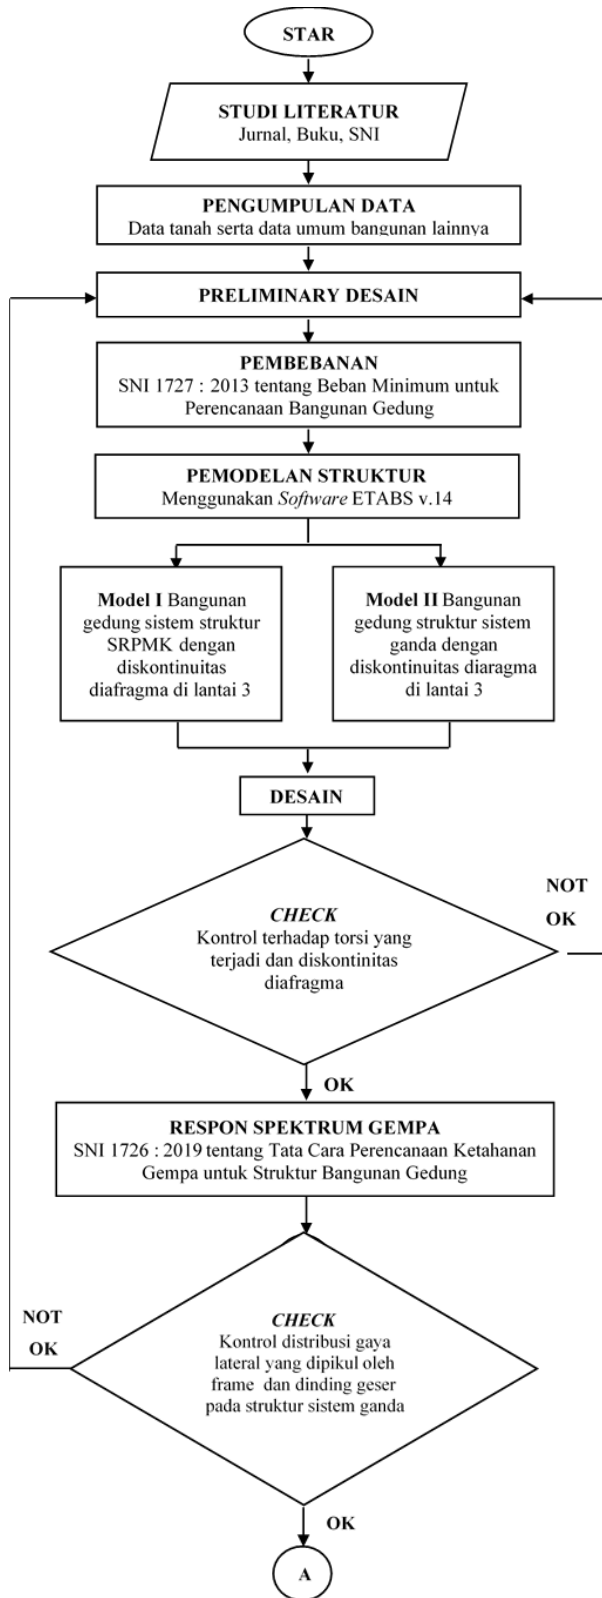 STAR
STUDI LITERATUR
Jurnal, Buku, SNI
PENGUMPULAN DATA
Data tanah serta data umum bangunan lainnya
PRELIMINARY DESAIN
PEMBEBANAN
SNI 1727 : 2013 tentang Beban Minimum untuk
Perencanaan Bangunan Gedung
PEMODELAN STRUKTUR
Menggunakan Software ETABS v.14
Model I Bangunan
gedung sistem struktur
SRPMK dengan
diskontinuitas
diafragma di lantai 3
Model II Bangunan
gedung struktur sistem
ganda dengan
diskontinuitas diaragma
di lantai 3
DESAIN
CHECK
Kontrol terhadap torsi yang
terjadi dan diskontinitas
diafragma
NOT
OK
OK
RESPON SPEKTRUM GEMPA
SNI 1726 : 2019 tentang Tata Cara Perencanaan Ketahanan
Gempa untuk Struktur Bangunan Gedung
CHECK
Kontrol distribusi gaya
lateral yang dipikul oleh
frame dan dinding geser
pada struktur sistem ganda
NOT
OK
OK
A